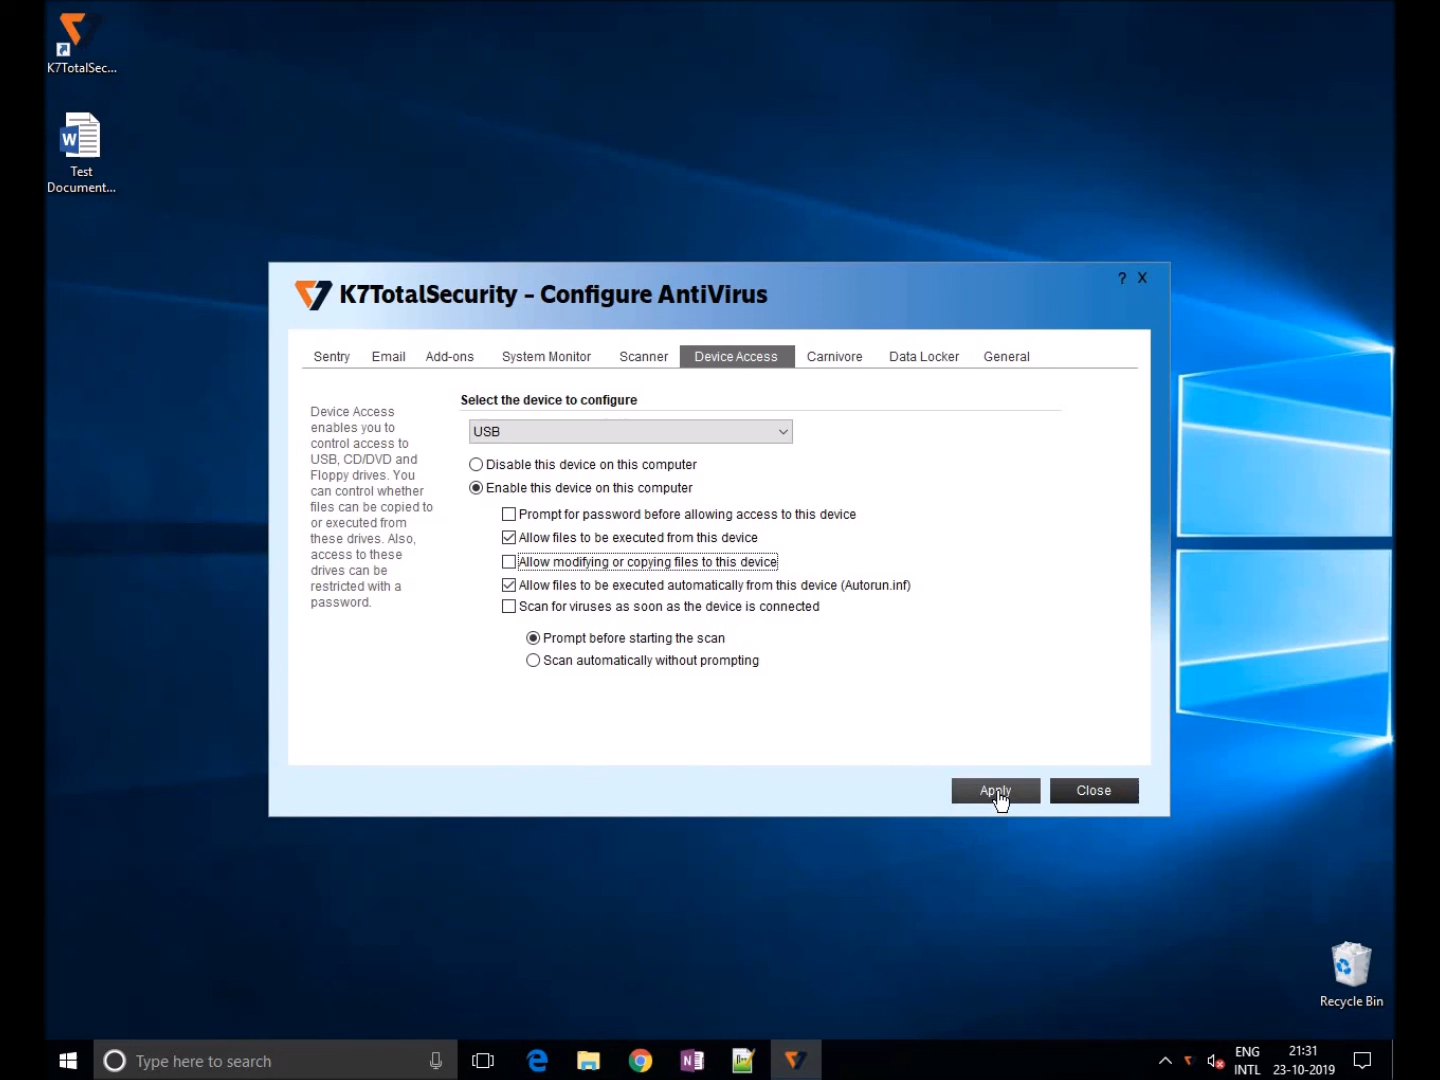 K7TotalSec...
Test
Document...
K7TotalSecurity - Configure AntiVirus
? X
Sentry Email Add-ons System Monitor Scanner Device Access Carnivore Data Locker General
Device Access
enables you to
control access to
USB, CD/DVD and
Floppy drives. You
can control whether
files can be copied to
or executed from
these drives. Also,
access to these
drives can be
restricted with a
password.
Select the device to configure
USB
Disable this device on this computer
Enable this device on this computer
Prompt for password before allowing access to this device
Allow files to be executed from this device
Allow modifying or copying files to this device
Allow files to be executed automatically from this device (Autorun.inf)
Scan for viruses as soon as the device is connected
Prompt before starting the scan
Scan automatically without prompting
Apply Close
Recycle Bin
Type here to search
ENG
INTL
21:31
23-10-2019